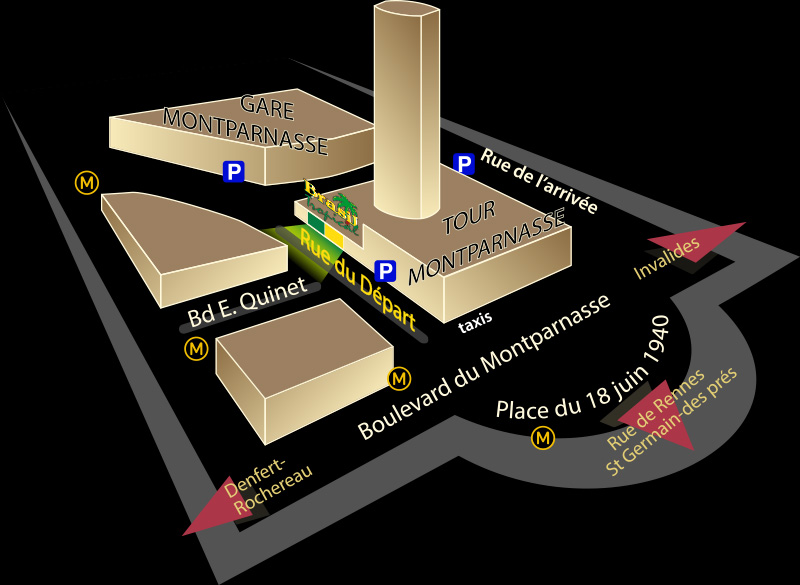 GARE
MONTPARNASSE
P
P
Rue de l'arrivée
M
Brasil
tropical
TOUR
MONTPARNASSE
Rue du Départ
P
Invalides
Bd E. Quinet
taxis
M
M
Boulevard du Montparnasse
Place du 18 juin 1940
M
Rue de Rennes
St Germain-des prés
Denfert-
Rochereau